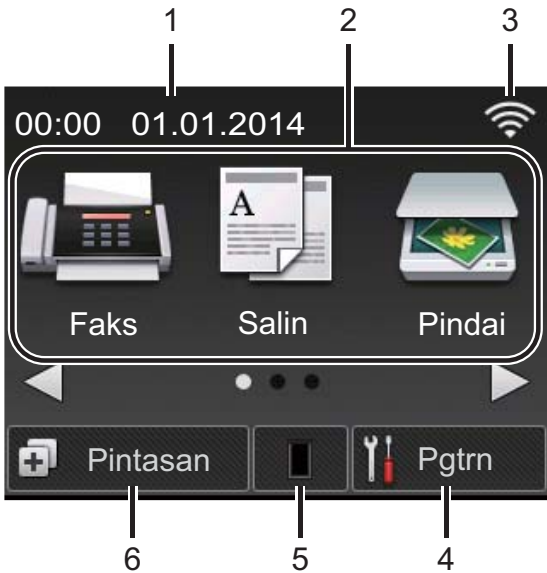 1 2 3
00:00 01.01.2014
A
Faks Salin Pindai
Pintasan Pgtrn
6 5 4